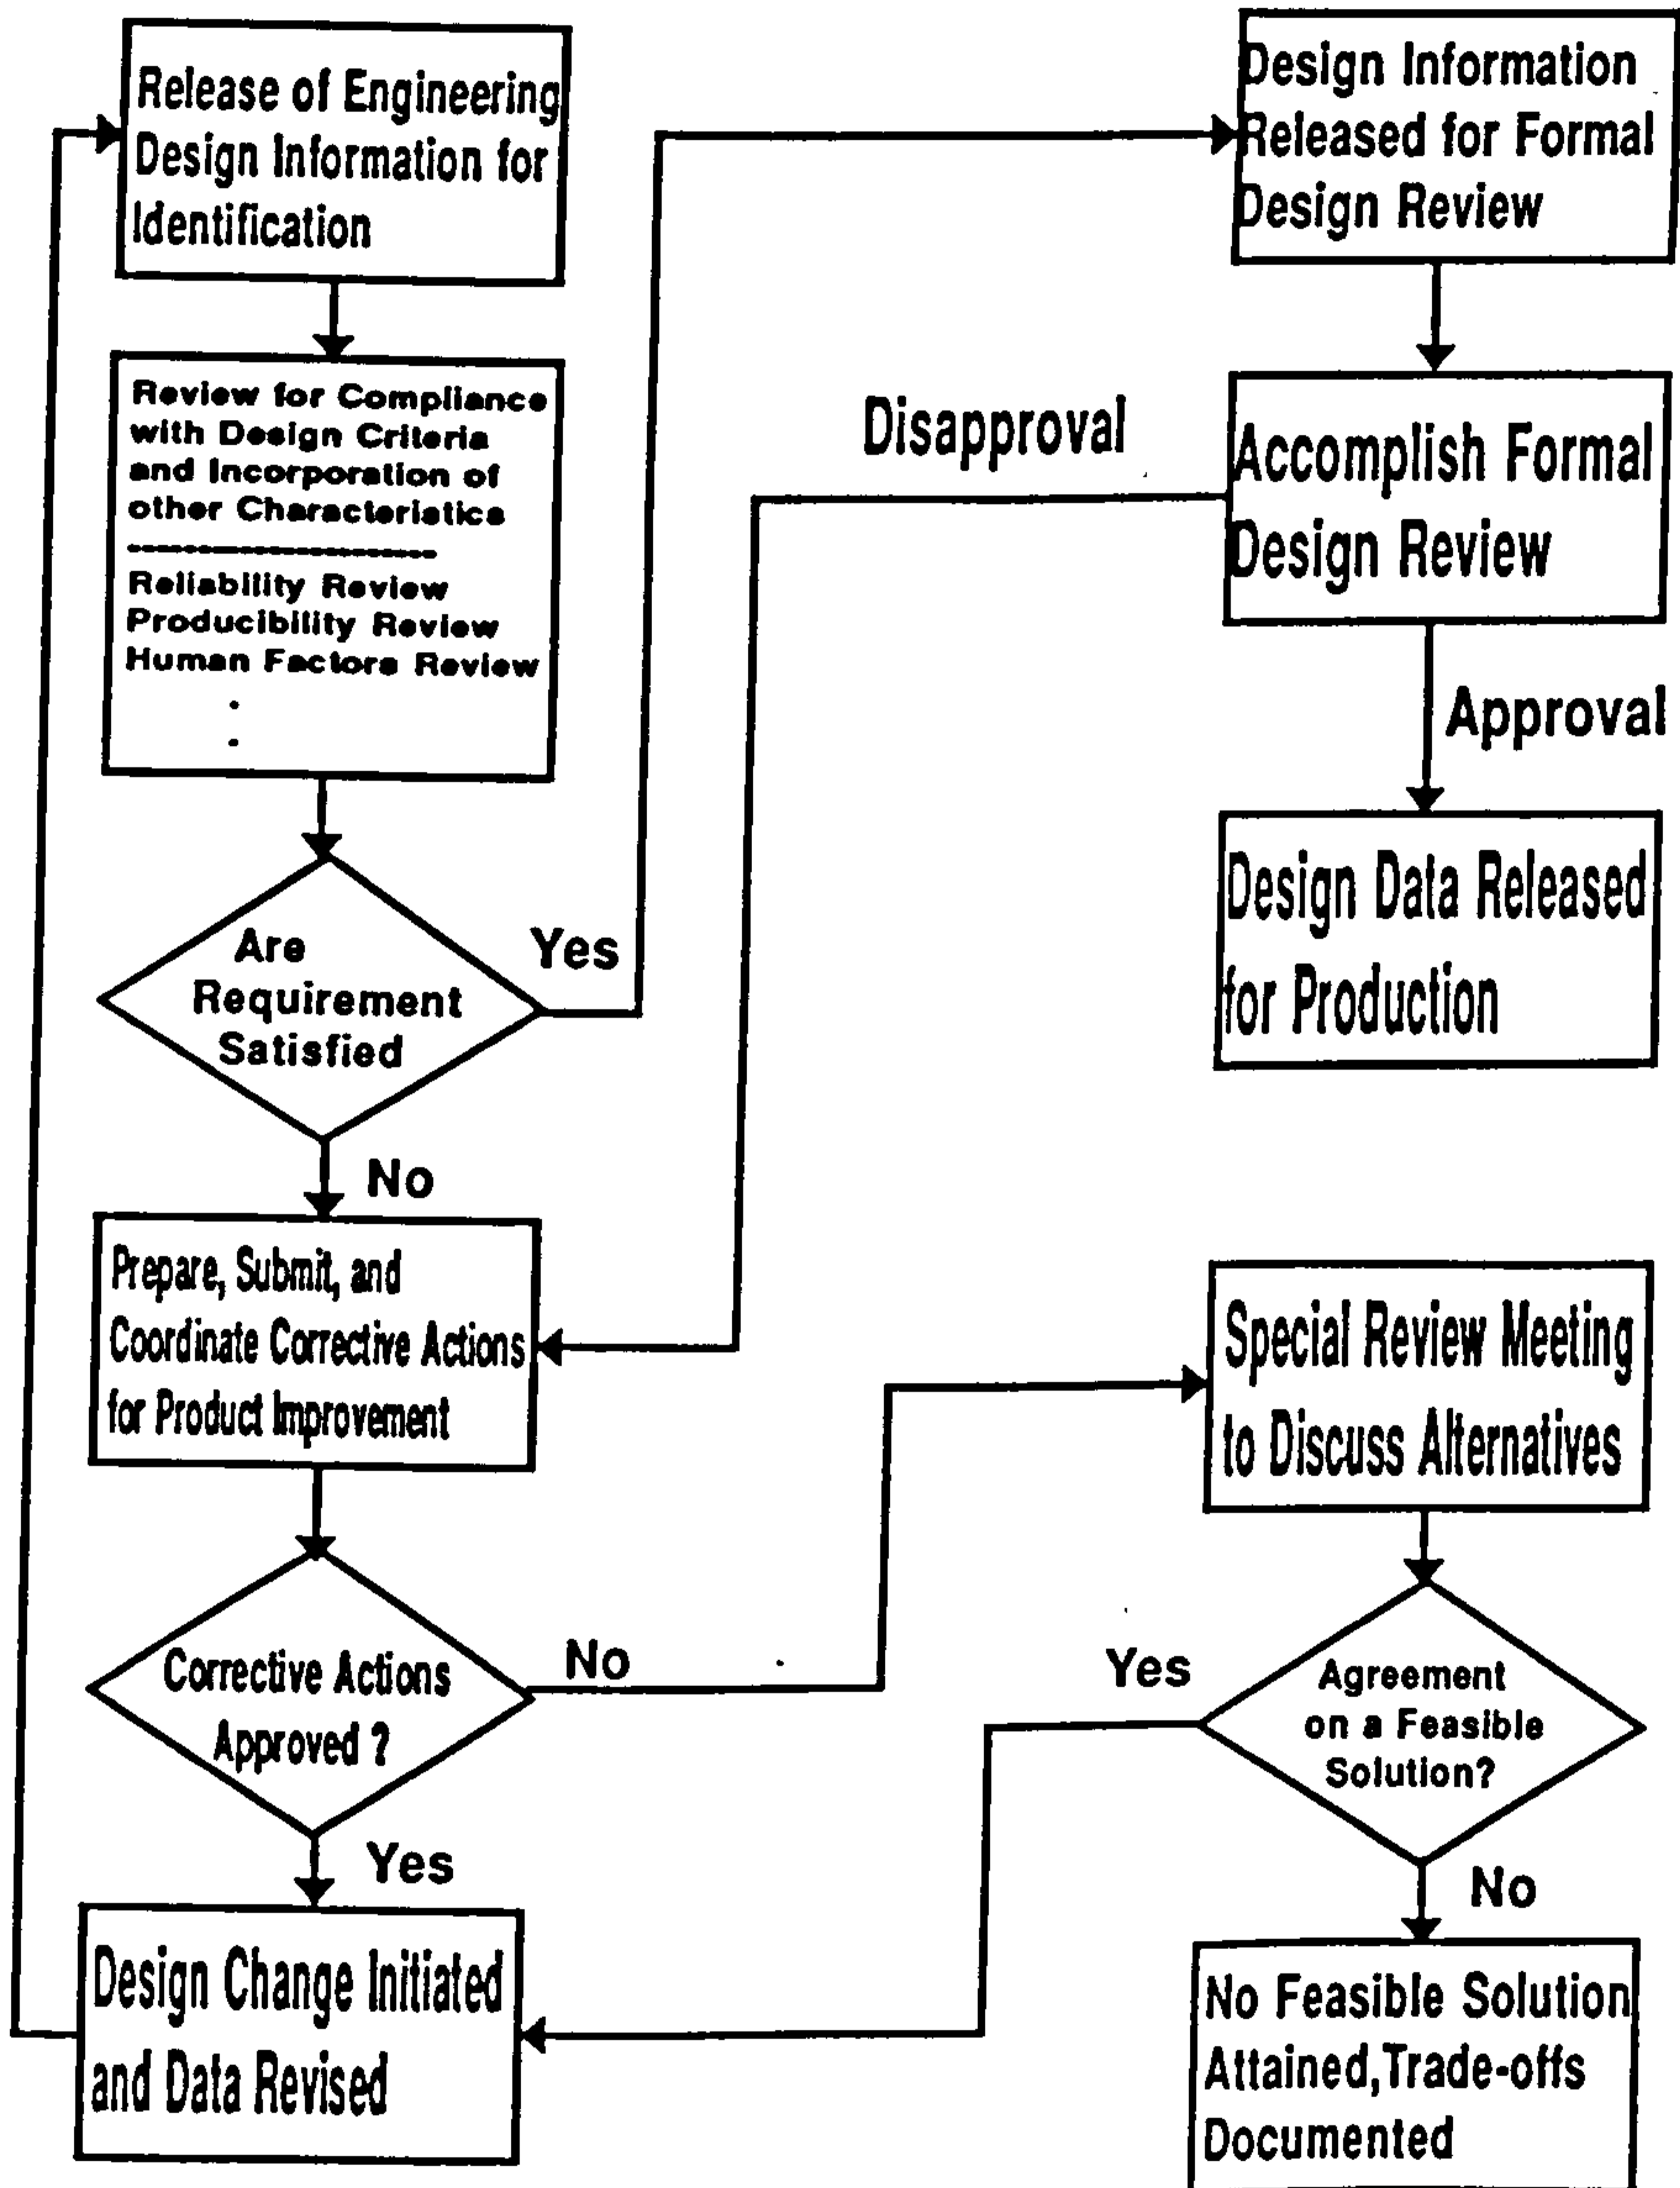 Release of Engineering
Design Information for
Identification
Review for Compliance
with Design Criteria
and Incorporation of
other Characteristics
----------------------
Reliability Review
Producibility Review
Human Factors Review
.
.
Are
Requirement
Satisfied
Yes
No
Prepare, Submit, and
Coordinate Corrective Actions
for Product Improvement
Corrective Actions
Approved ?
No
Yes
Design Change Initiated
and Data Revised
Design Information
Released for Formal
Design Review
Disapproval
Accomplish Formal
Design Review
Approval
Design Data Released
for Production
Special Review Meeting
to Discuss Alternatives
Yes
Agreement
on a Feasible
Solution?
No
No Feasible Solution
Attained,Trade-offs
Documented